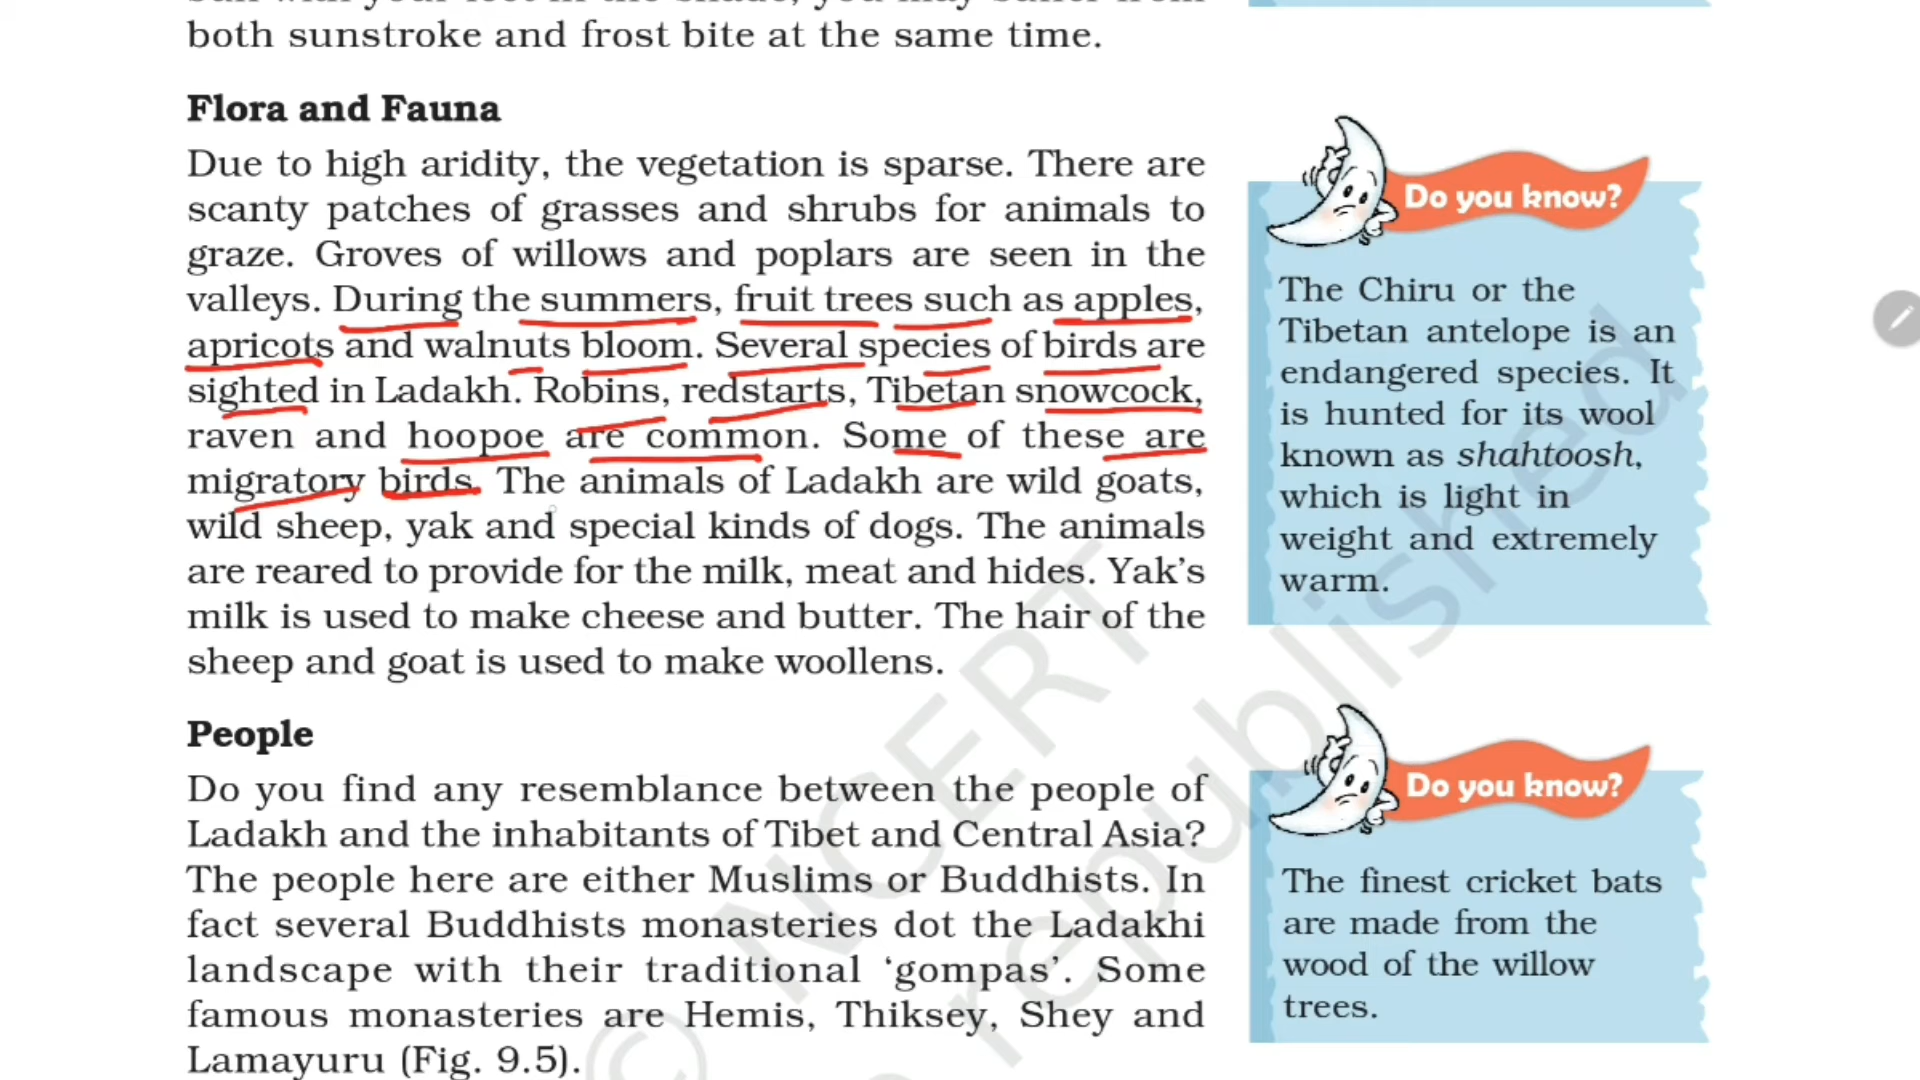 both sunstroke and frost bite at the same time.
Flora and Fauna
Due to high aridity, the vegetation is sparse. There are
scanty patches of grasses and shrubs for animals to
graze. Groves of willows and poplars are seen in the
valleys. During the summers, fruit trees such as apples,
apricots and walnuts bloom. Several species of birds are
sighted in Ladakh. Robins, redstarts, Tibetan snowcock,
raven and hoopoe are common. Some of these are
migratory birds. The animals of Ladakh are wild goats,
wild sheep, yak and special kinds of dogs. The animals
are reared to provide for the milk, meat and hides. Yak’s
milk is used to make cheese and butter. The hair of the
sheep and goat is used to make woollens.
People
Do you find any resemblance between the people of
Ladakh and the inhabitants of Tibet and Central Asia?
The people here are either Muslims or Buddhists. In
fact several Buddhists monasteries dot the Ladakhi
landscape with their traditional ‘gompas’. Some
famous monasteries are Hemis, Thiksey, Shey and
Lamayuru (Fig. 9.5).
Do you know?
The Chiru or the
Tibetan antelope is an
endangered species. It
is hunted for its wool
known as shahtoosh,
which is light in
weight and extremely
warm.
Do you know?
The finest cricket bats
are made from the
wood of the willow
trees.
© NCERT
republished